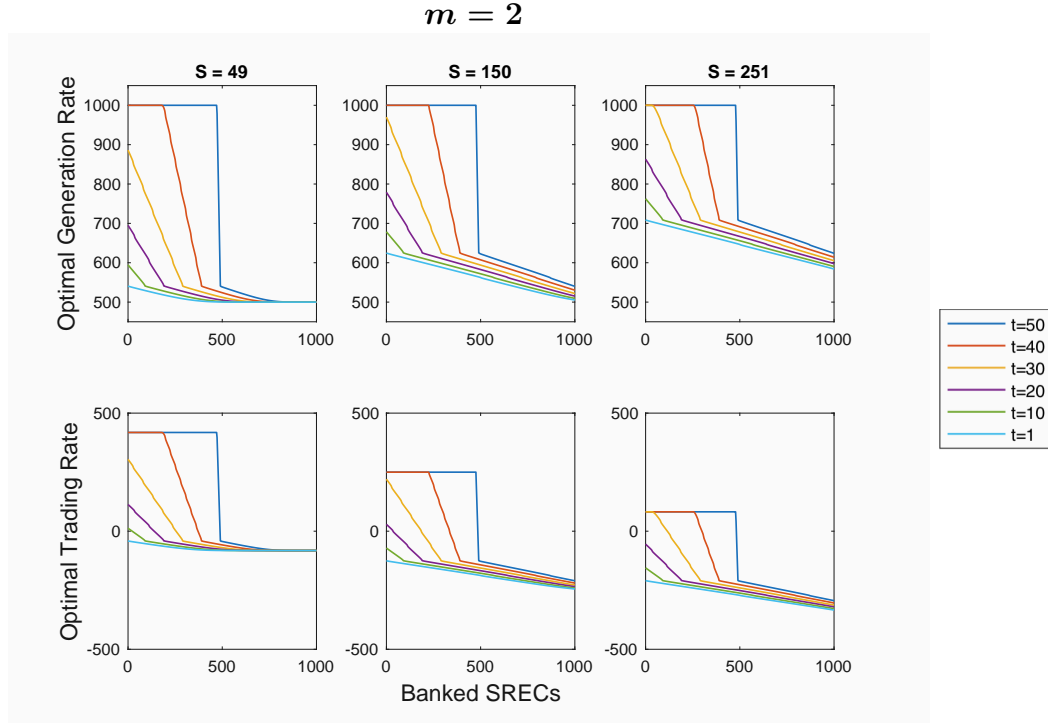 m = 2
S = 49
S = 150
S = 251
Optimal Generation Rate
1000
900
800
700
600
500
0 500 1000
1000
900
800
700
600
500
0 500 1000
1000
900
800
700
600
500
0 500 1000
Optimal Trading Rate
500
0
-500
0 500 1000
500
0
-500
0 500 1000
500
0
-500
0 500 1000
Banked SRECs
t=50
t=40
t=30
t=20
t=10
t=1